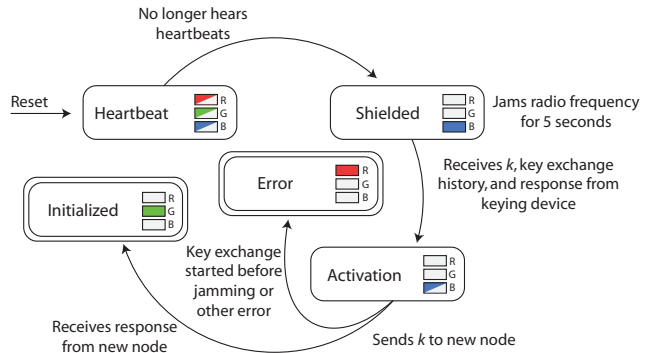 No longer hears
heartbeats
Reset
Heartbeat
R
G
B
Shielded
R
G
B
Jams radio frequency
for 5 seconds
Error
R
G
B
Receives k, key exchange
history, and response from
keying device
Initialized
R
G
B
Key exchange
started before
jamming or
other error
Activation
R
G
B
Receives response
from new node
Sends k to new node